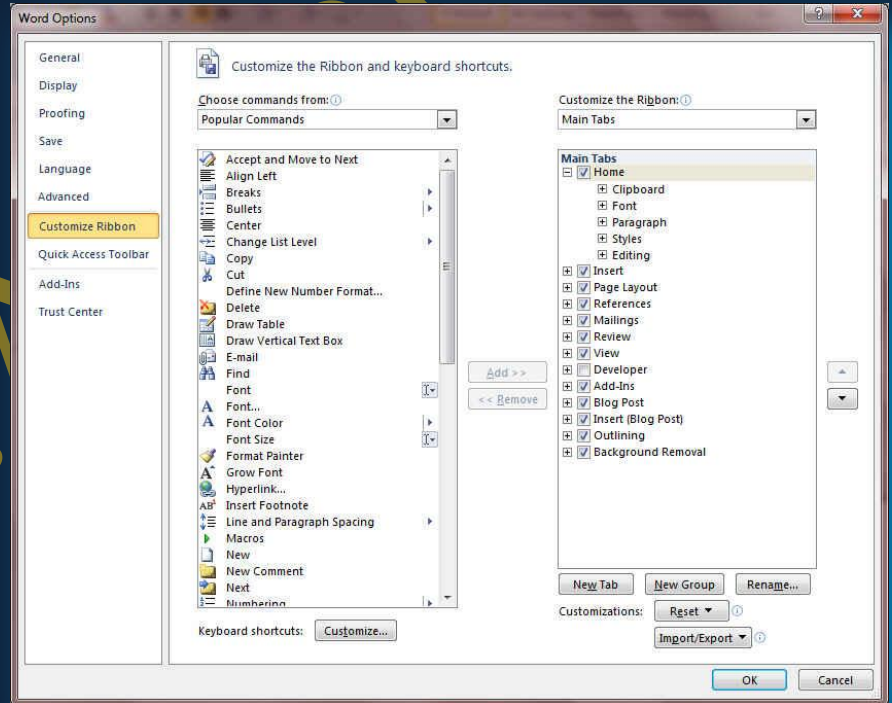 Word Options
General
Display
Proofing
Save
Language
Advanced
Customize Ribbon
Quick Access Toolbar
Add-Ins
Trust Center
Customize the Ribbon and keyboard shortcuts.
Choose commands from:
Popular Commands
Accept and Move to Next
Align Left
Breaks
Bullets
Center
Change List Level
Copy
Cut
Define New Number Format...
Delete
Draw Table
Draw Vertical Text Box
E-mail
Find
Font
Font...
Font Color
Font Size
Format Painter
Grow Font
Hyperlink...
Insert Footnote
Line and Paragraph Spacing
Macros
New
New Comment
Next
Numbering
Keyboard shortcuts: Customize...
Add >>
<< Remove
Customize the Ribbon:
Main Tabs
Main Tabs
Home
Clipboard
Font
Paragraph
Styles
Editing
Insert
Page Layout
References
Mailings
Review
View
Developer
Add-Ins
Blog Post
Insert (Blog Post)
Outlining
Background Removal
New Tab New Group Rename...
Customizations: Reset
Import/Export
OK Cancel